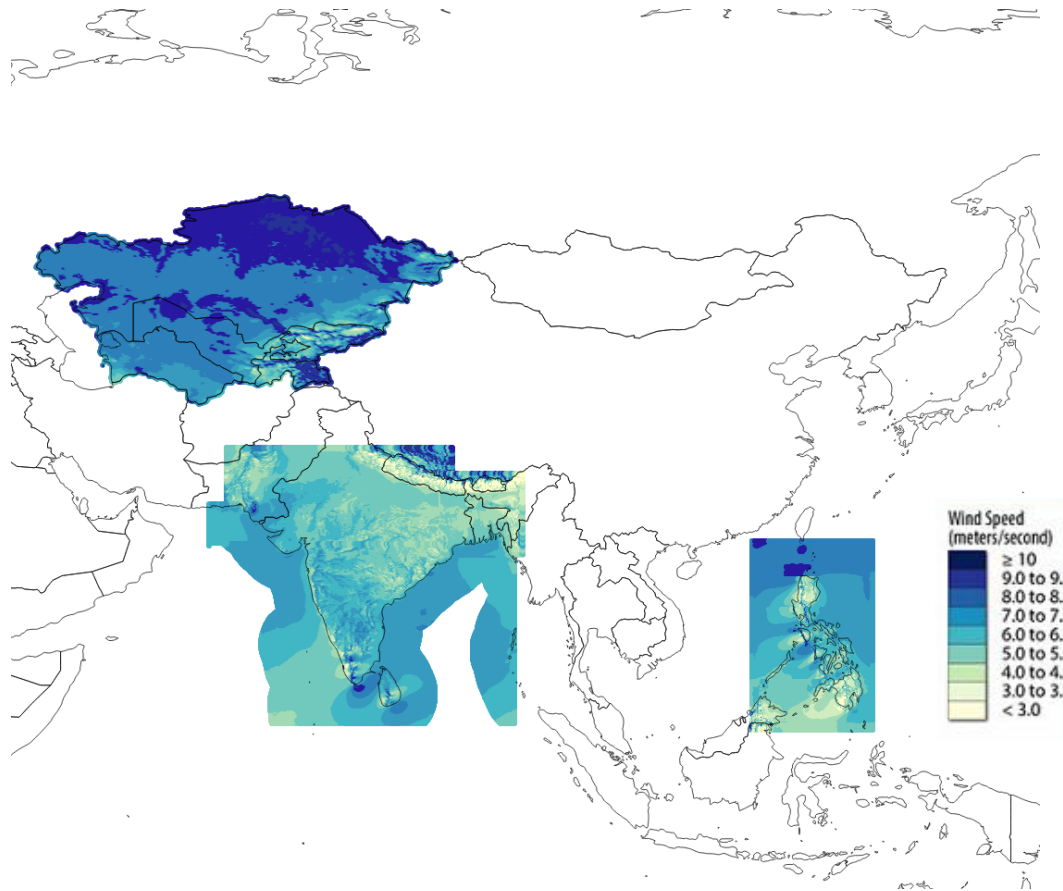 Wind Speed
(meters/second)
≥ 10
9.0 to 9.
8.0 to 8.
7.0 to 7.
6.0 to 6.
5.0 to 5.
4.0 to 4.
3.0 to 3.
< 3.0